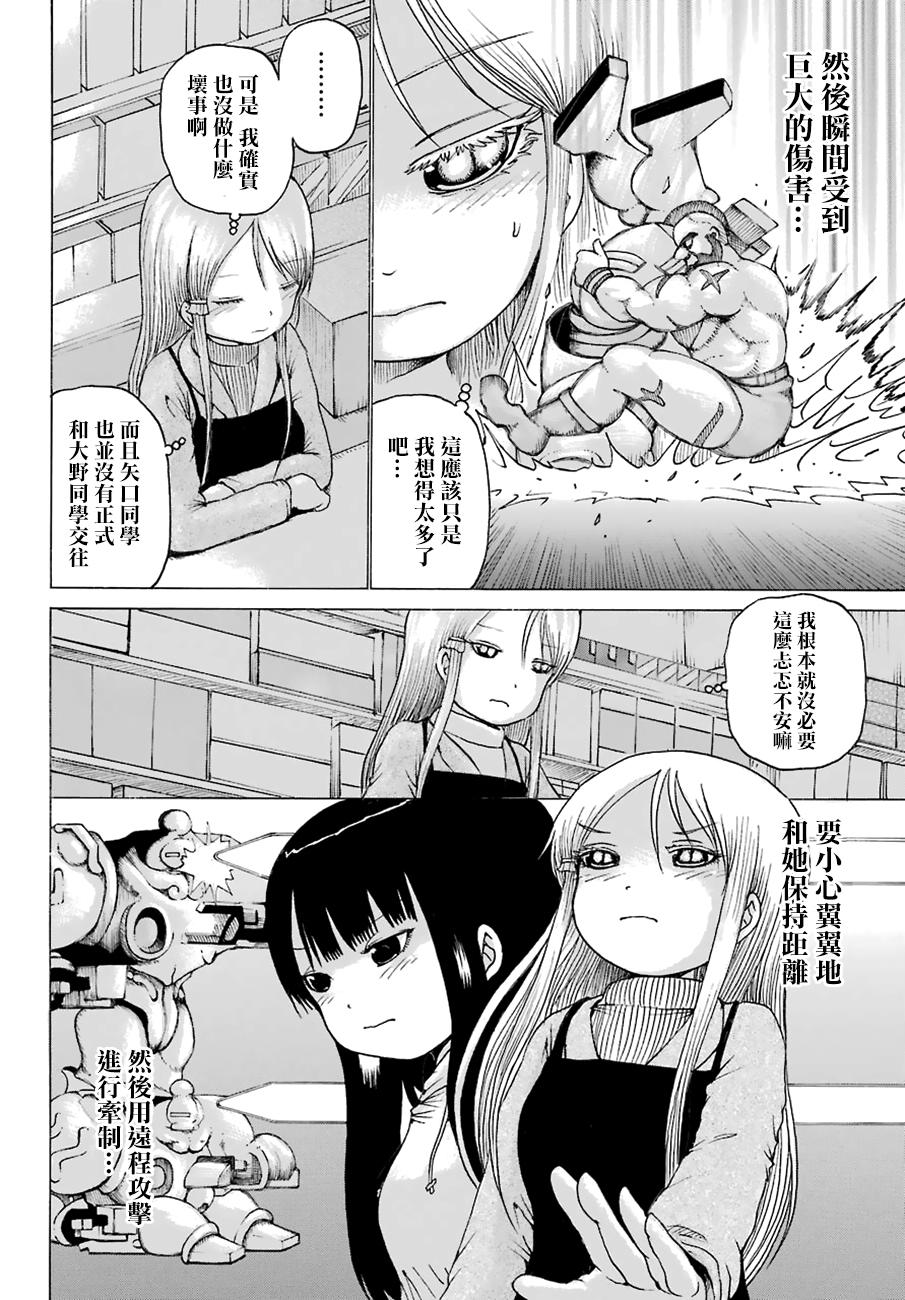 然後瞬間受到
巨大的傷害…
這應該只是
我想得太多了
吧…
………
可是 我確實
也沒做什麼
壞事啊
而且矢口同學
也並沒有正式
和大野同學交往
我根本就沒必要
這麼忐忑不安嘛
要小心翼翼地
和她保持距離
然後用遠程攻擊
進行牽制…